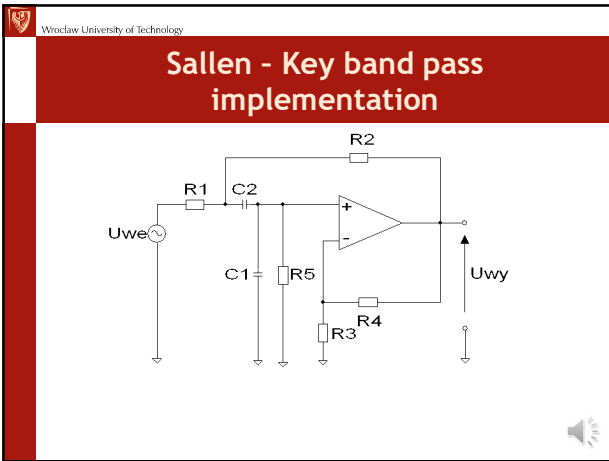 Wroclaw University of Technology
Sallen - Key band pass
implementation
R2
R1 C2
+
Uwe
-
C1 R5 Uwy
R4
R3